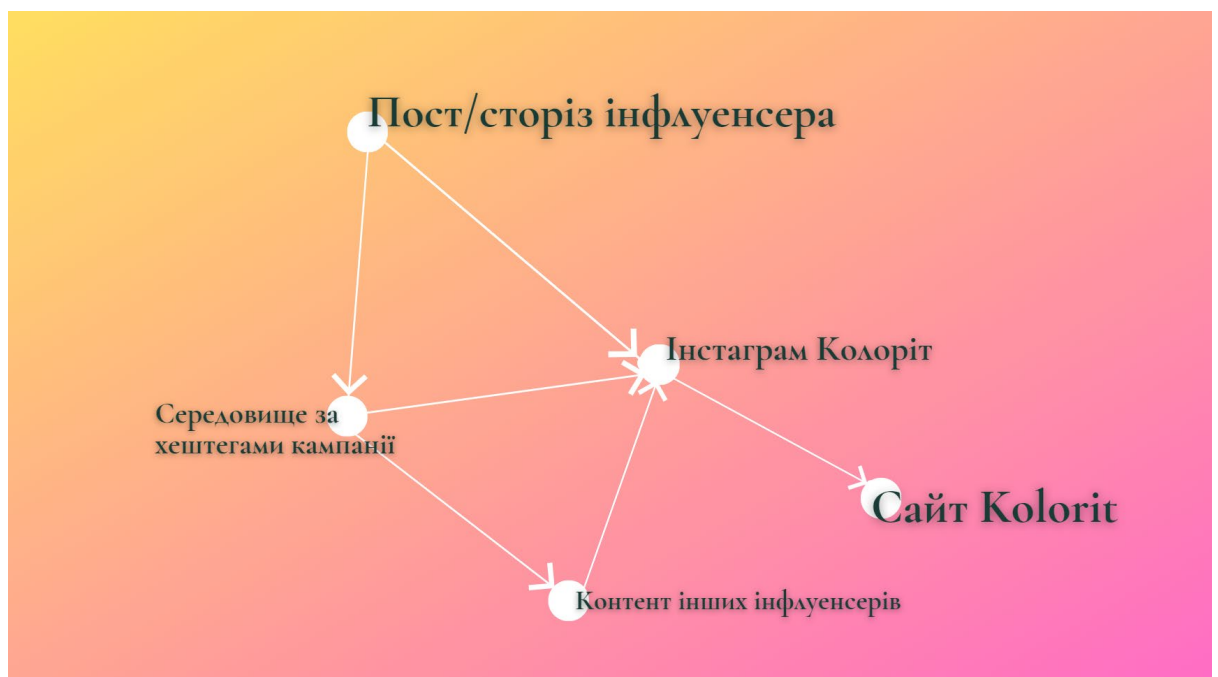 Пост/сторіз інфлуенсера
Інстаграм Колоріт
Середовище за
хештегами кампанії
Сайт Kolorit
Контент інших інфлуенсерів